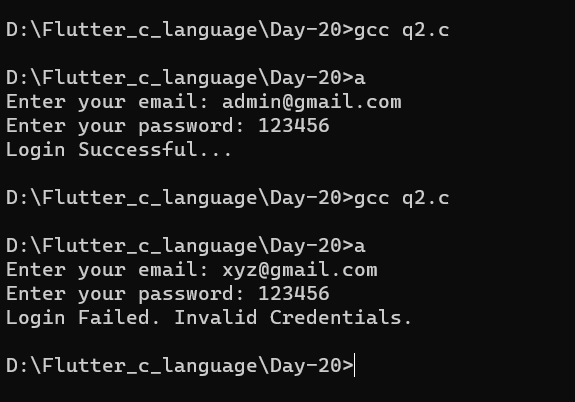 D:\Flutter_c_language\Day-20>gcc q2.c
D:\Flutter_c_language\Day-20>a
Enter your email: admin@gmail.com
Enter your password: 123456
Login Successful...
D:\Flutter_c_language\Day-20>gcc q2.c
D:\Flutter_c_language\Day-20>a
Enter your email: xyz@gmail.com
Enter your password: 123456
Login Failed. Invalid Credentials.
D:\Flutter_c_language\Day-20>